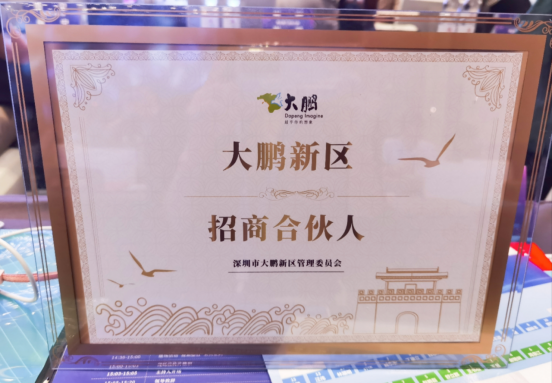 大鹏
Dapeng Imagine
大鹏新区
招商合伙人
深圳市大鹏新区管理委员会